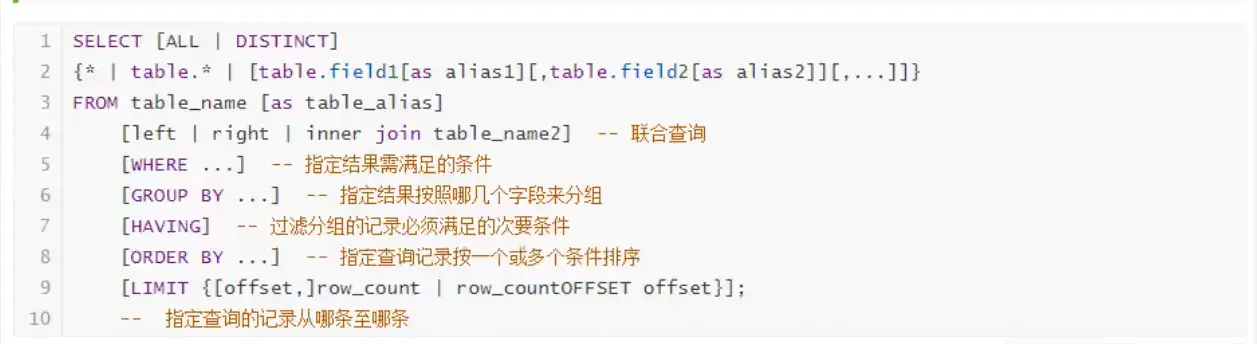 1 SELECT [ALL | DISTINCT]
2 {* | table.* | [table.field1[as alias1][,table.field2[as alias2]][,...]]}
3 FROM table_name [as table_alias]
4 [left | right | inner join table_name2] -- 联合查询
5 [WHERE ...] -- 指定结果需满足的条件
6 [GROUP BY ...] -- 指定结果按照哪几个字段来分组
7 [HAVING] -- 过滤分组的记录必须满足的次要条件
8 [ORDER BY ...] -- 指定查询记录按一个或多个条件排序
9 [LIMIT {[offset,]row_count | row_countOFFSET offset}];
10 -- 指定查询的记录从哪条至哪条